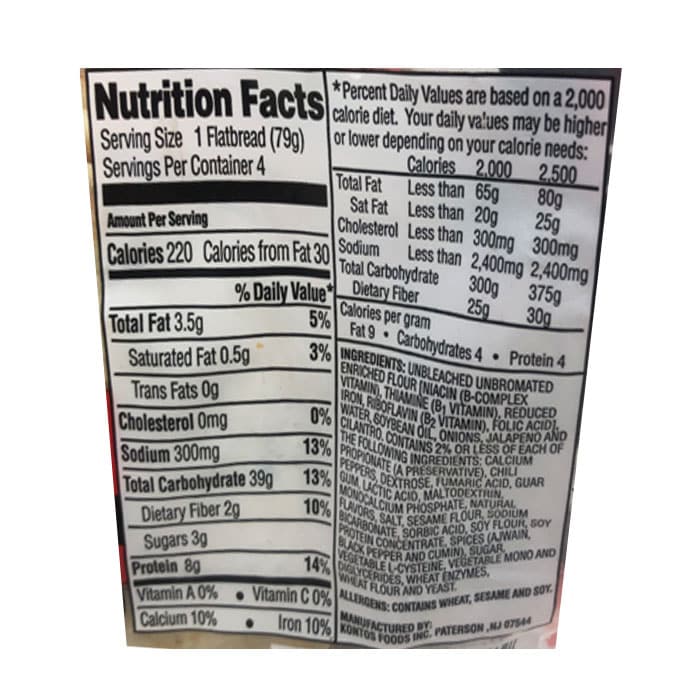 Nutrition Facts
Serving Size 1 Flatbread (79g)
Servings Per Container 4
Amount Per Serving
Calories 220 Calories from Fat 30
% Daily Value*
Total Fat 3.5g 5%
Saturated Fat 0.5g 3%
Trans Fats 0g
Cholesterol 0mg 0%
Sodium 300mg 13%
Total Carbohydrate 39g 13%
Dietary Fiber 2g 10%
Sugars 3g
Protein 8g 14%
Vitamin A 0% • Vitamin C 0%
Calcium 10% • Iron 10%
*Percent Daily Values are based on a 2,000
calorie diet. Your daily values may be higher
or lower depending on your calorie needs:
Calories 2,000 2,500
Total Fat Less than 65g 80g
Sat Fat Less than 20g 25g
Cholesterol Less than 300mg 300mg
Sodium Less than 2,400mg 2,400mg
Total Carbohydrate 300g 375g
Dietary Fiber 25g 30g
Calories per gram
Fat 9 • Carbohydrates 4 • Protein 4
INGREDIENTS: UNBLEACHED UNBROMATED
ENRICHED FLOUR [NIACIN (B-COMPLEX
VITAMIN), THIAMINE (B1 VITAMIN), REDUCED
IRON, RIBOFLAVIN (B2 VITAMIN), FOLIC ACID],
WATER, SOYBEAN OIL, ONIONS, JALAPENO AND
CILANTRO. CONTAINS 2% OR LESS OF EACH OF
THE FOLLOWING INGREDIENTS: CALCIUM
PROPIONATE (A PRESERVATIVE), CHILI
PEPPERS, DEXTROSE, FUMARIC ACID, GUAR
GUM, LACTIC ACID, MALTODEXTRIN,
MONOCALCIUM PHOSPHATE, NATURAL
FLAVORS, SALT, SESAME FLOUR, SODIUM
BICARBONATE, SORBIC ACID, SOY FLOUR, SOY
PROTEIN CONCENTRATE, SPICES (AJWAIN,
BLACK PEPPER AND CUMIN), SUGAR,
VEGETABLE L-CYSTEINE, VEGETABLE MONO AND
DIGLYCERIDES, WHEAT ENZYMES,
WHEAT FLOUR AND YEAST.
ALLERGENS: CONTAINS WHEAT, SESAME AND SOY.
MANUFACTURED BY:
KONTOS FOODS INC. PATERSON ,NJ 07544